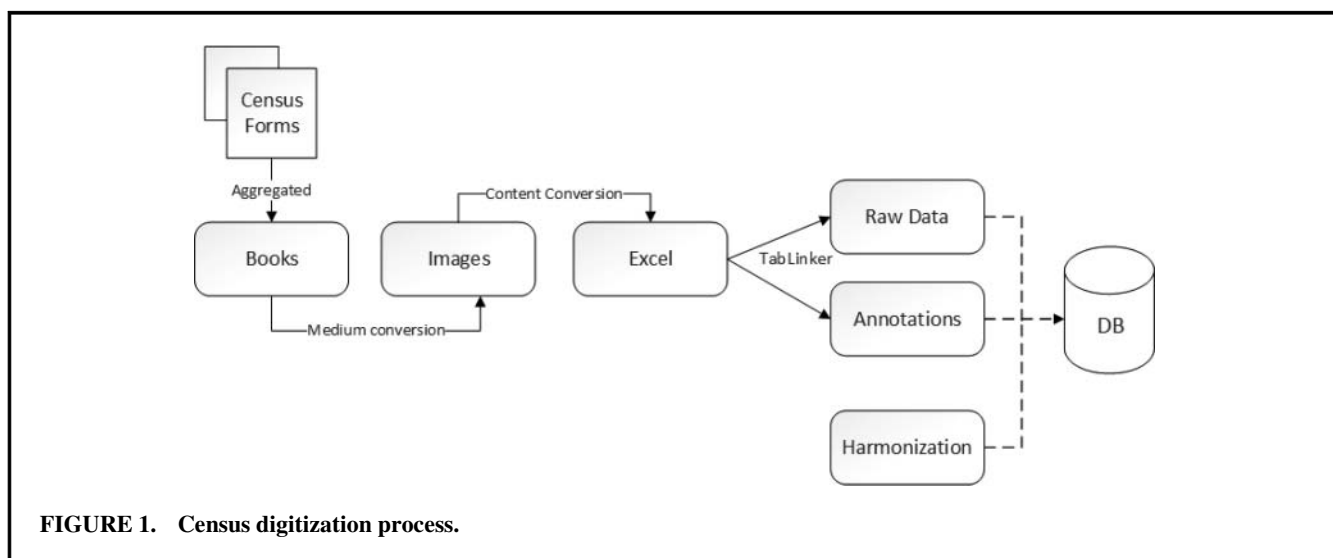 Census
Forms
Aggregated
Content Conversion
Raw Data
Books
Images
Excel
TabLinker
Medium conversion
Annotations
DB
Harmonization
FIGURE 1. Census digitization process.